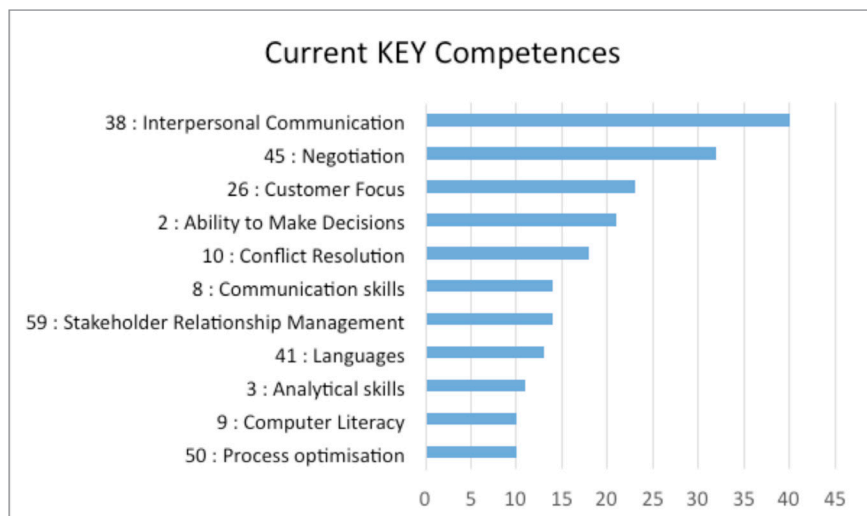 Current KEY Competences
38 : Interpersonal Communication
45 : Negotiation
26 : Customer Focus
2 : Ability to Make Decisions
10 : Conflict Resolution
8 : Communication skills
59 : Stakeholder Relationship Management
41 : Languages
3 : Analytical skills
9 : Computer Literacy
50 : Process optimisation
0 5 10 15 20 25 30 35 40 45